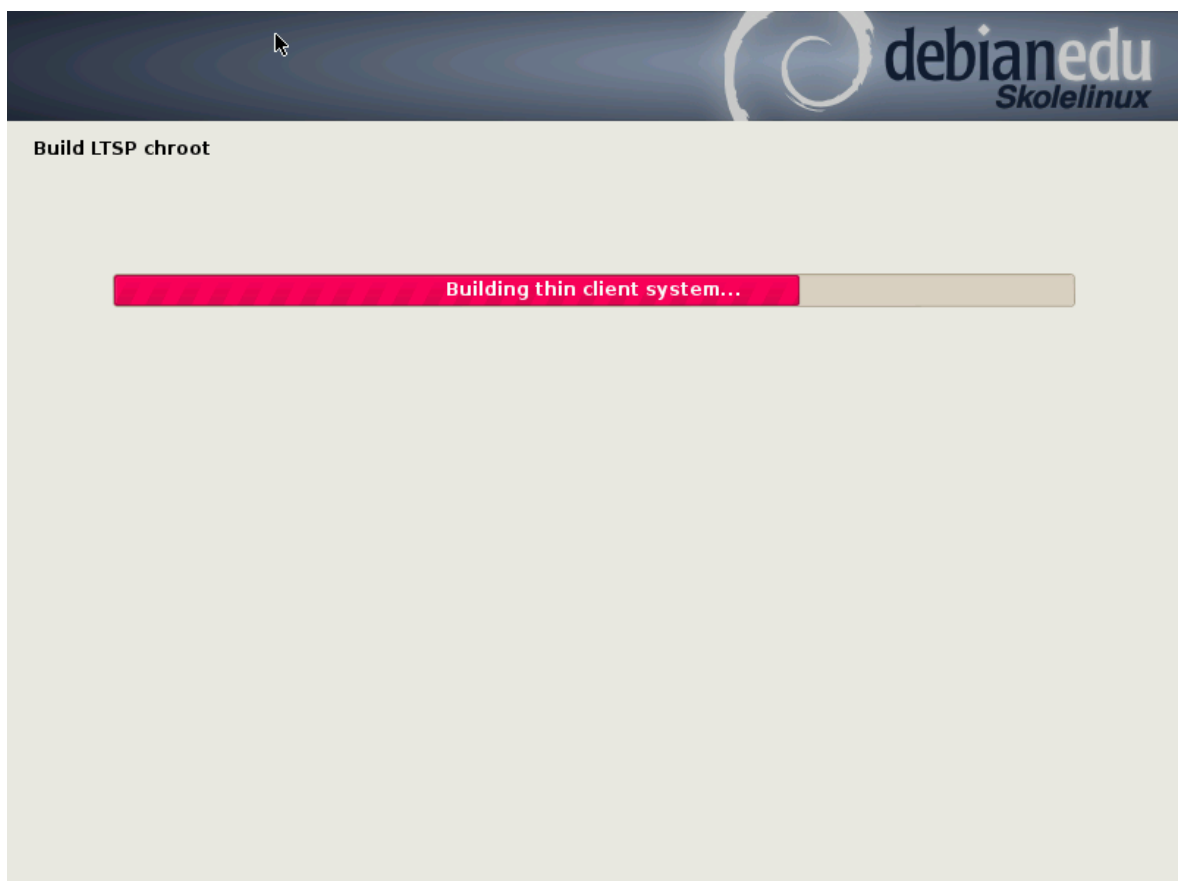 debianedu
Skolelinux
Build LTSP chroot
Building thin client system...